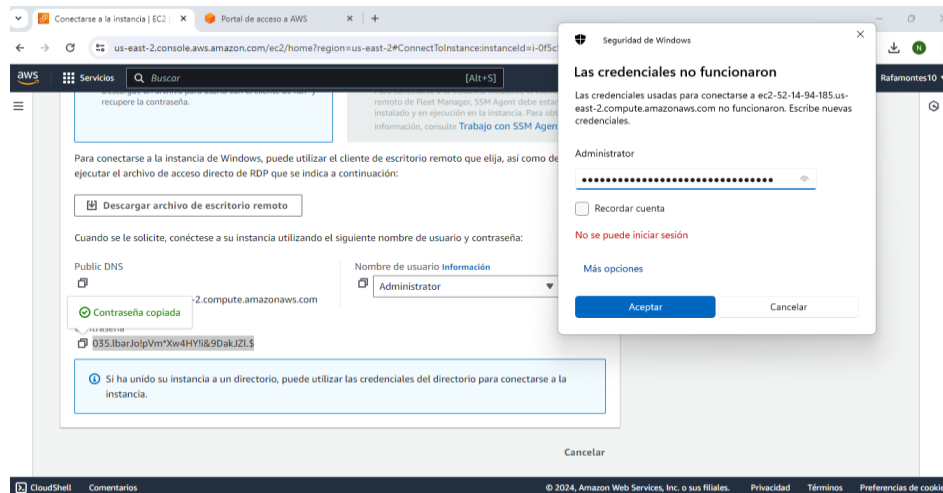 Conectarse a la instancia | EC2
Portal de acceso a AWS
us-east-2.console.aws.amazon.com/ec2/home?region=us-east-2#ConnectToInstance:instanceId=i-0f5c
N
aws
Servicios
Buscar
[Alt+S]
Rafamontes10
recupere la contraseña.
remoto de Fleet Manager, SSM Agent debe estar
instalado y en ejecución en la instancia. Para obt
información, consulte Trabajo con SSM Agen
Para conectarse a la instancia de Windows, puede utilizar el cliente de escritorio remoto que elija, así como de
ejecutar el archivo de acceso directo de RDP que se indica a
continuación:
Descargar archivo de escritorio remoto
Cuando se le solicite, conéctese a su instancia utilizando el siguiente nombre de usuario y contraseña:
Public DNS
-2.compute.amazonaws.com
Nombre de usuario Información
Administrator
Contraseña copiada
Contraseña
035.lbarJo!pVm*Xw4HY!i&9DakJZl.$
Si ha unido su instancia a un directorio, puede utilizar las credenciales del directorio para conectarse a la
instancia.
Cancelar
Seguridad de Windows
Las credenciales no funcionaron
Las credenciales usadas para conectarse a ec2-52-14-94-185.us-
east-2.compute.amazonaws.com no funcionaron. Escribe nuevas
credenciales.
Administrator
Recordar cuenta
No se puede iniciar sesión
Más opciones
Aceptar
Cancelar
CloudShell
Comentarios
© 2024, Amazon Web Services, Inc. o sus filiales.
Privacidad
Términos
Preferencias de cookie